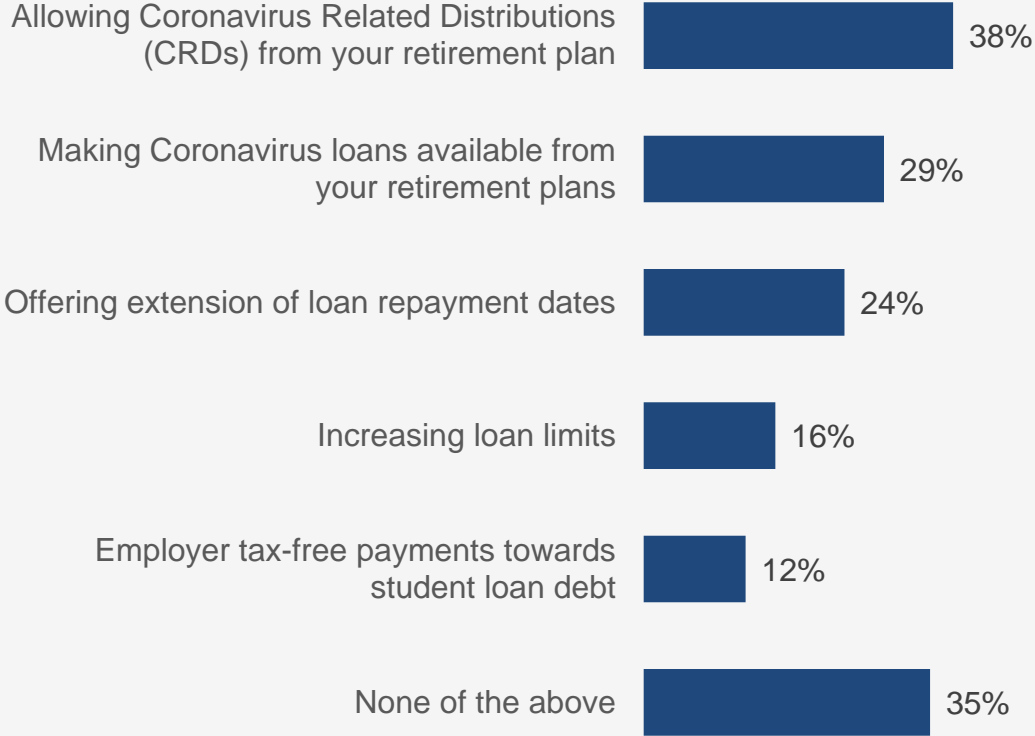 Allowing Coronavirus Related Distributions
(CRDs) from your retirement plan
38%
Making Coronavirus loans available from
your retirement plans
29%
Offering extension of loan repayment dates
24%
Increasing loan limits
16%
Employer tax-free payments towards
student loan debt
12%
None of the above
35%